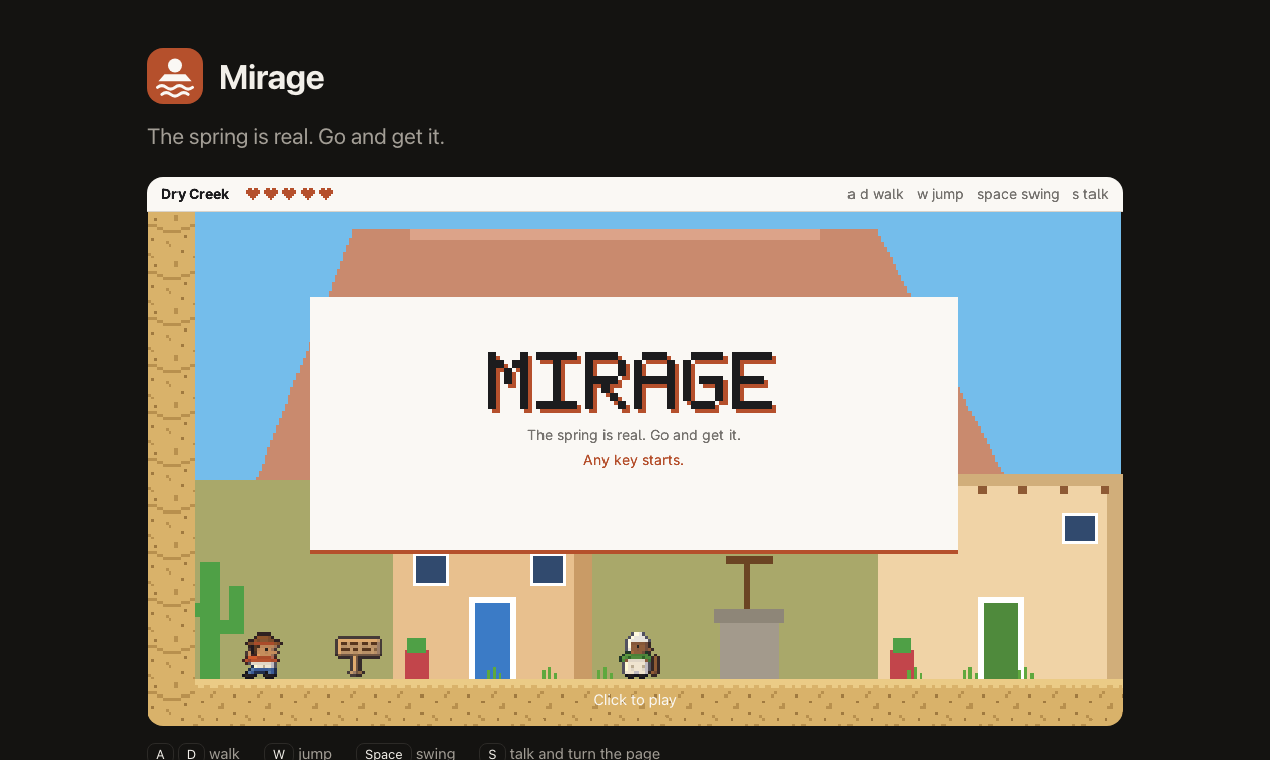 Mirage
The spring is real. Go and get it.
Dry Creek a d walk w jump space swing s talk
MIRAGE
The spring is real. Go and get it.
Any key starts.
Click to play
A D walk W jump Space swing S talk and turn the page